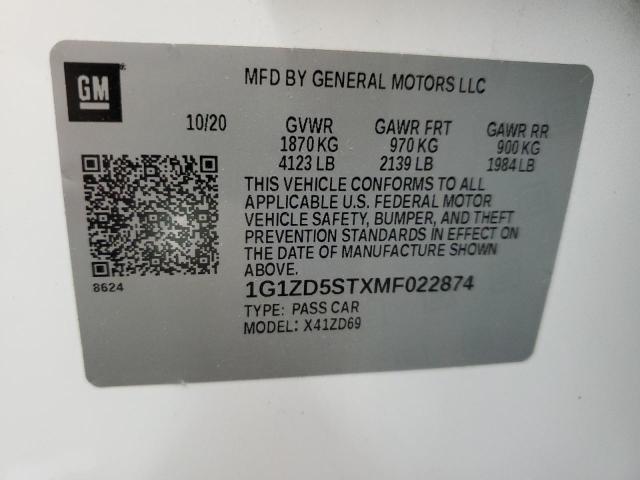 GM
MFD BY GENERAL MOTORS LLC
10/20 GVWR GAWR FRT GAWR RR
1870 KG 970 KG 900 KG
4123 LB 2139 LB 1984 LB
THIS VEHICLE CONFORMS TO ALL
APPLICABLE U.S. FEDERAL MOTOR
VEHICLE SAFETY, BUMPER, AND THEFT
PREVENTION STANDARDS IN EFFECT ON
THE DATE OF MANUFACTURE SHOWN
ABOVE.
8624
1G1ZD5STXMF022874
TYPE: PASS CAR
MODEL: X41ZD69